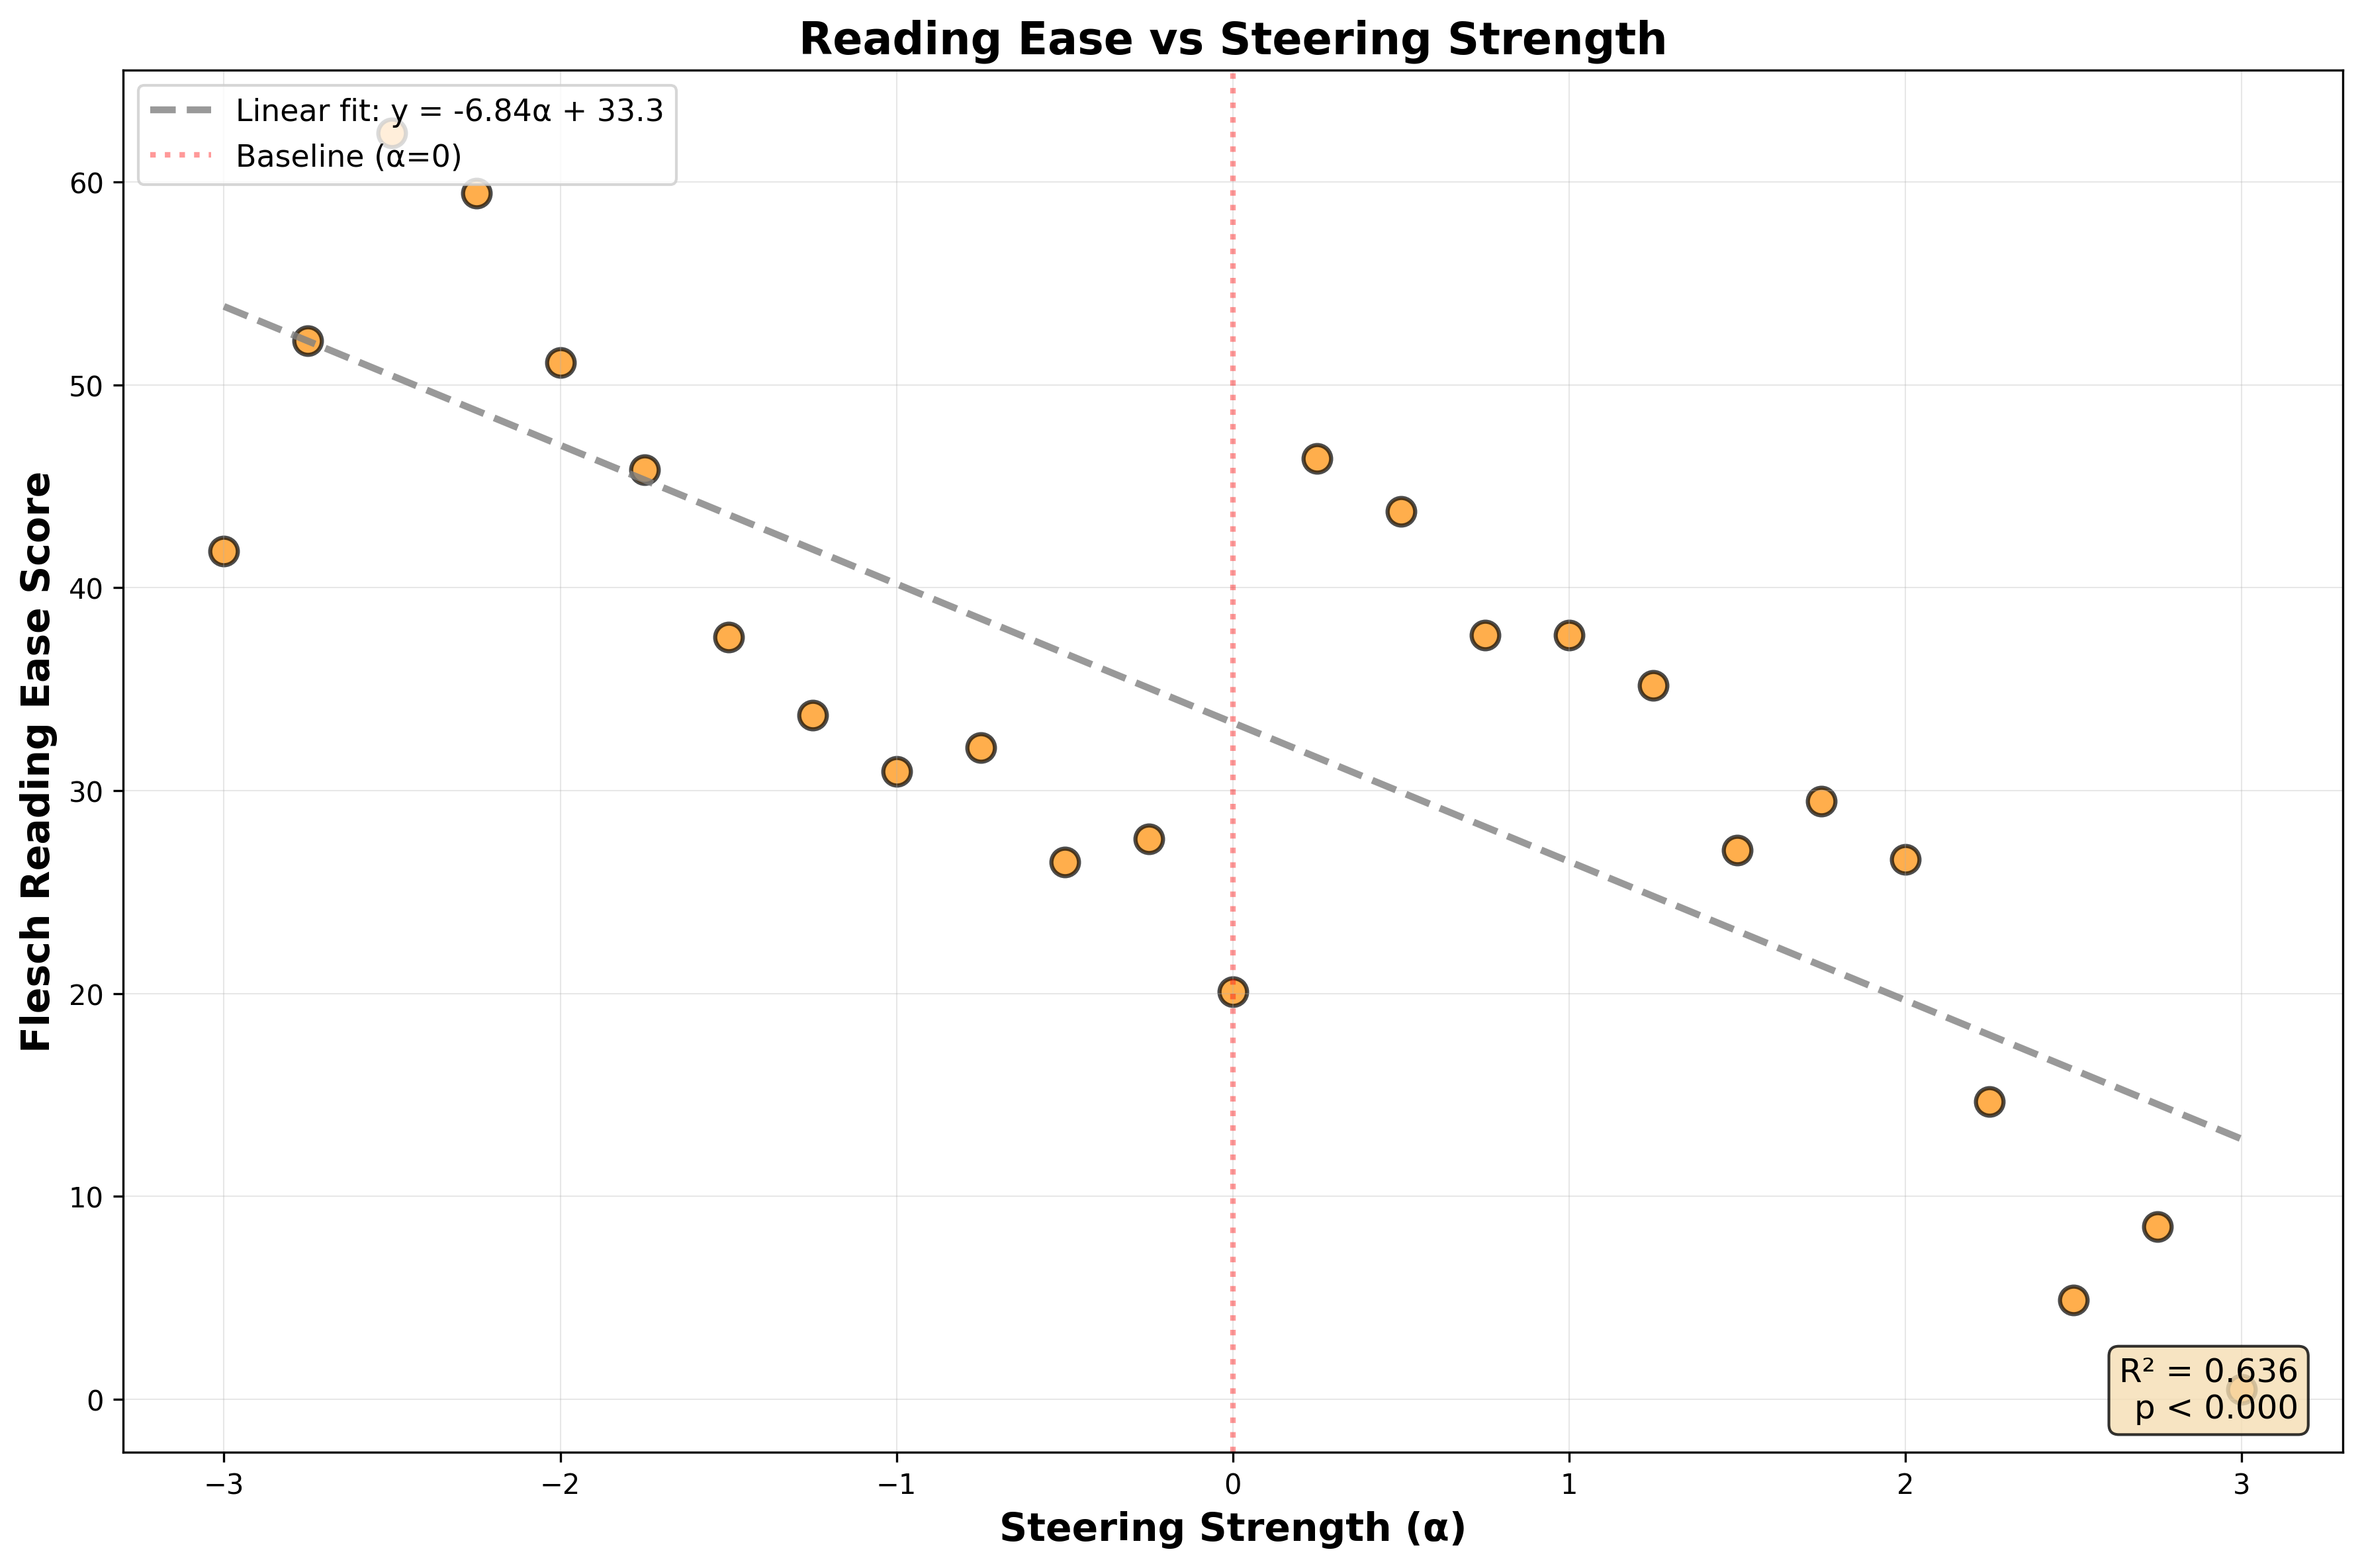 Reading Ease vs Steering Strength
Linear fit: y = -6.84α + 33.3
Baseline (α=0)
Flesch Reading Ease Score
60
50
40
30
20
10
0
R² = 0.636
p < 0.000
−3
−2
−1
0
1
2
3
Steering Strength (α)